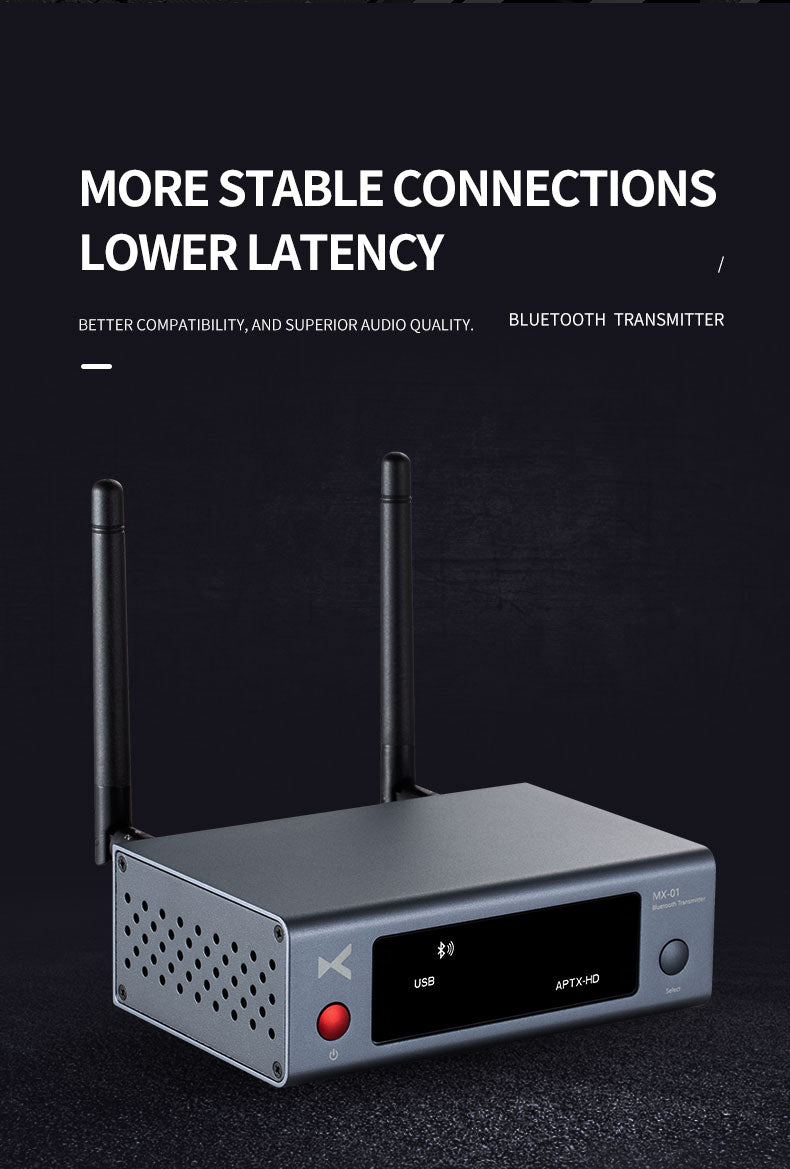 MORE STABLE CONNECTIONS
LOWER LATENCY
/
BETTER COMPATIBILITY, AND SUPERIOR AUDIO QUALITY.
BLUETOOTH TRANSMITTER
MX-01
Bluetooth Transmitter
USB
APTX-HD
Select